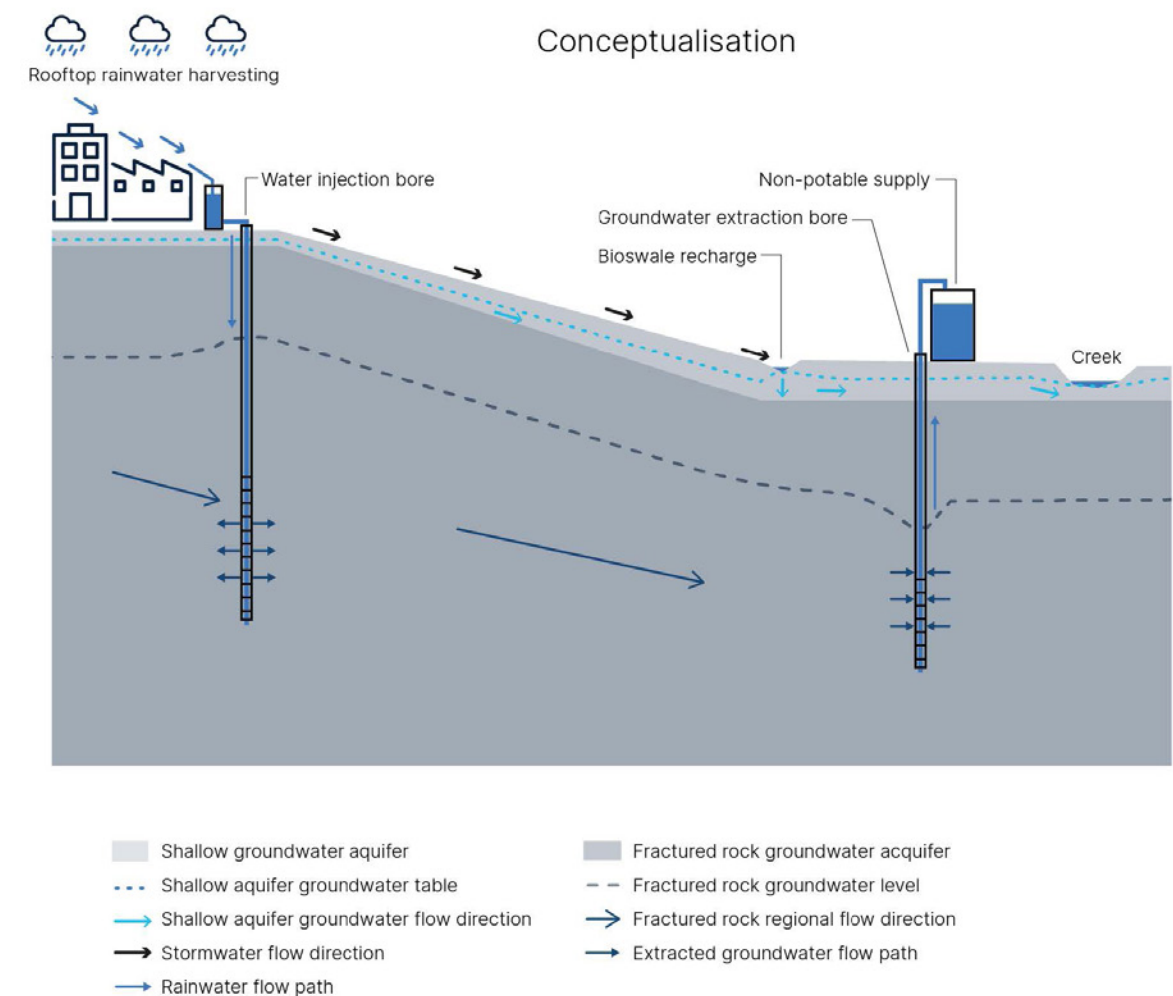 Conceptualisation
Rooftop rainwater harvesting
Water injection bore
Non-potable supply
Groundwater extraction bore
Bioswale recharge
Creek
Shallow groundwater aquifer
Fractured rock groundwater acquifer
Shallow aquifer groundwater table
Fractured rock groundwater level
Shallow aquifer groundwater flow direction
Fractured rock regional flow direction
Stormwater flow direction
Extracted groundwater flow path
Rainwater flow path